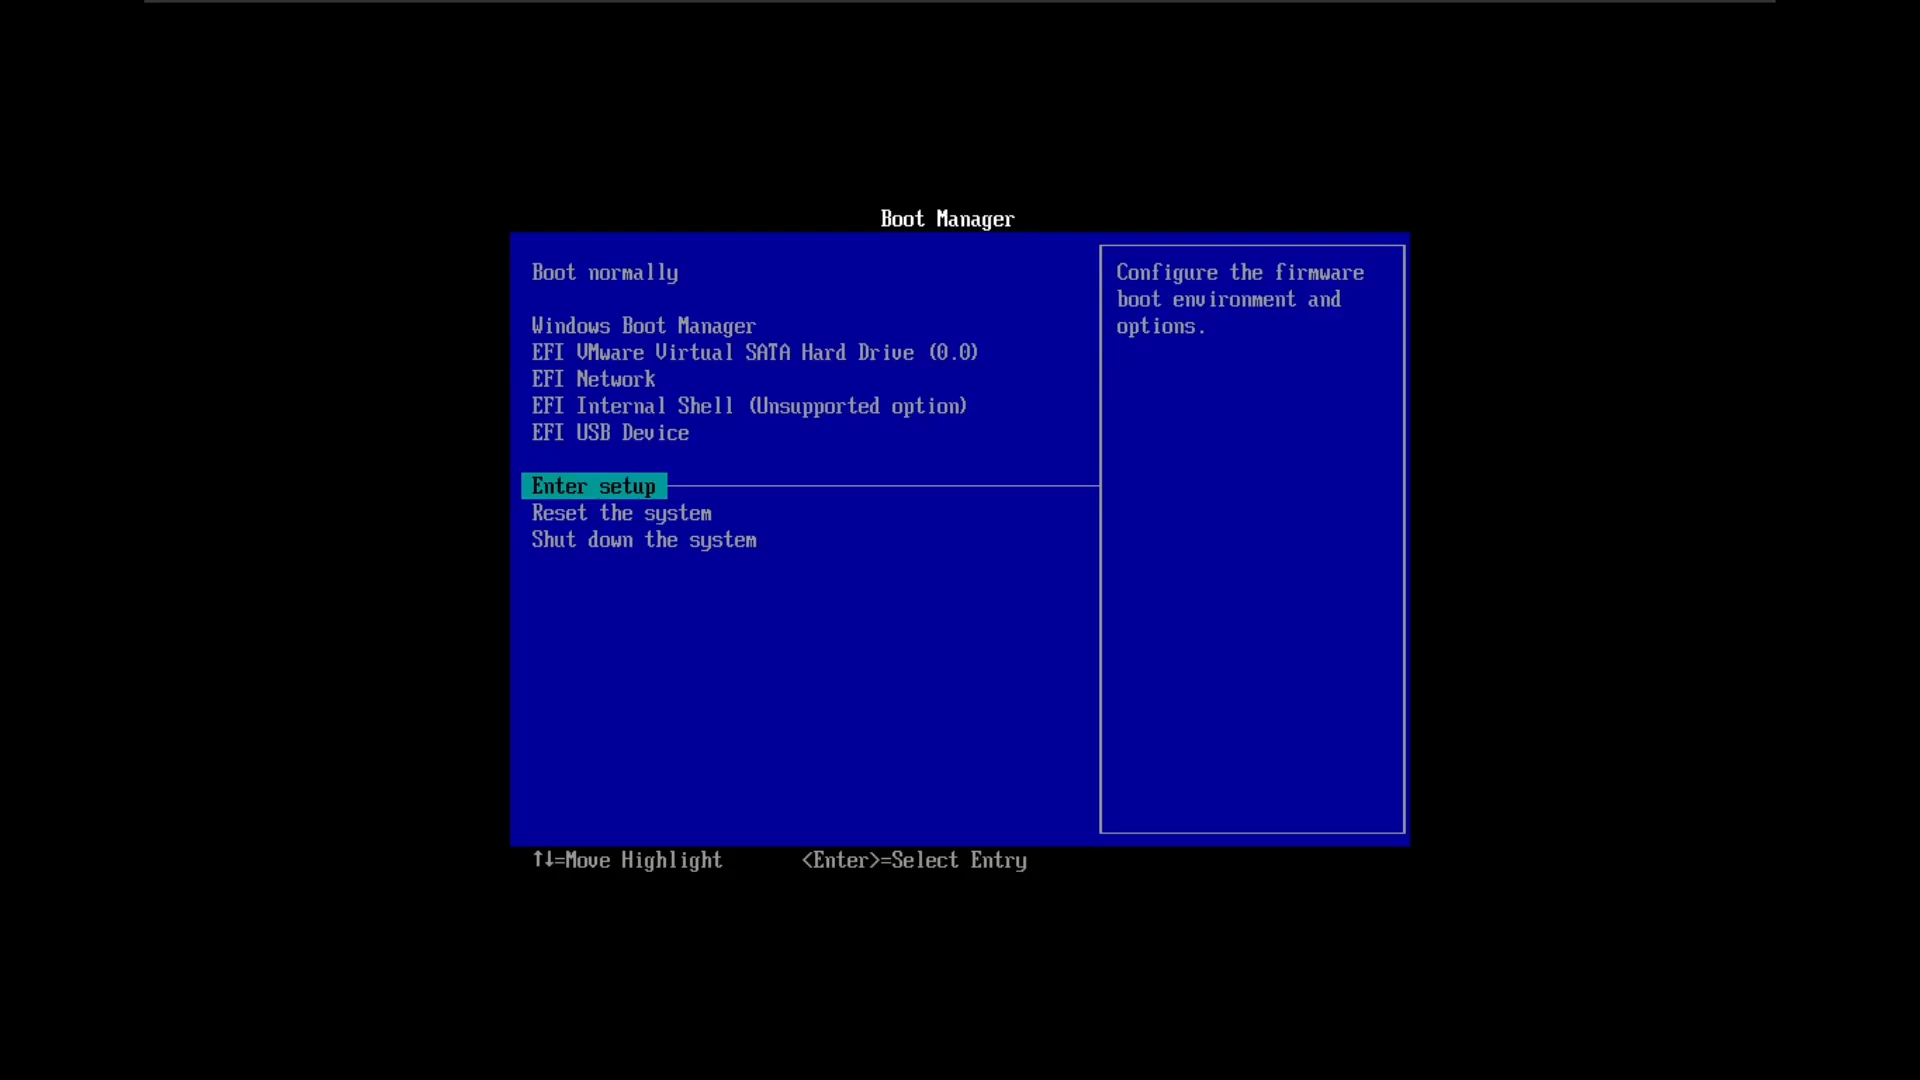 Boot Manager
Boot normally
Windows Boot Manager
EFI VMware Virtual SATA Hard Drive (0.0)
EFI Network
EFI Internal Shell (Unsupported option)
EFI USB Device
Enter setup
Reset the system
Shut down the system
Configure the firmware
boot environment and
options.
↑↓=Move Highlight <Enter>=Select Entry